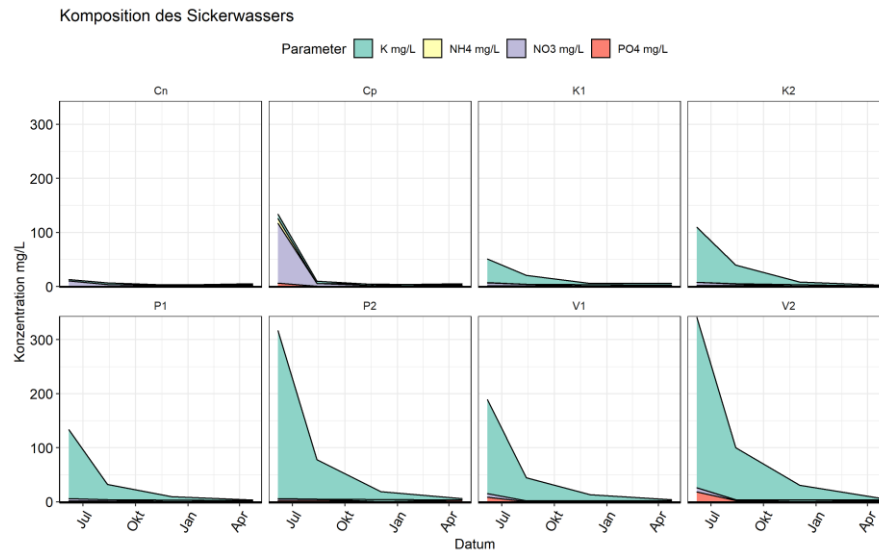 Komposition des Sickerwassers
Parameter K mg/L NH4 mg/L NO3 mg/L PO4 mg/L
Cn Cp K1 K2
300
200
100
0
P1 P2 V1 V2
300
200
100
0
Konzentration mg/L
Jul Okt Jan Apr Jul Okt Jan Apr Jul Okt Jan Apr Jul Okt Jan Apr
Datum